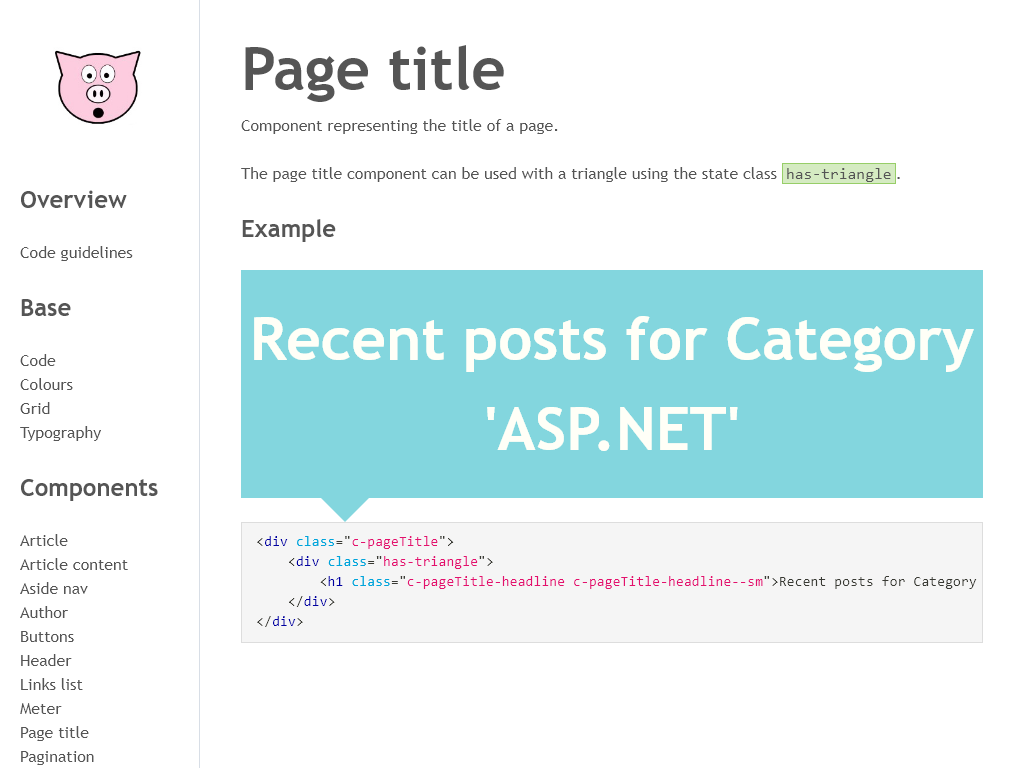 Overview
Code guidelines
Base
Code
Colours
Grid
Typography
Components
Article
Article content
Aside nav
Author
Buttons
Header
Links list
Meter
Page title
Pagination
Page title
Component representing the title of a page.
The page title component can be used with a triangle using the state class has-triangle.
Example
Recent posts for Category
'ASP.NET'
<div class="c-pageTitle">
    <div class="has-triangle">
        <h1 class="c-pageTitle-headline c-pageTitle-headline--sm">Recent posts for Category
    </div>
</div>